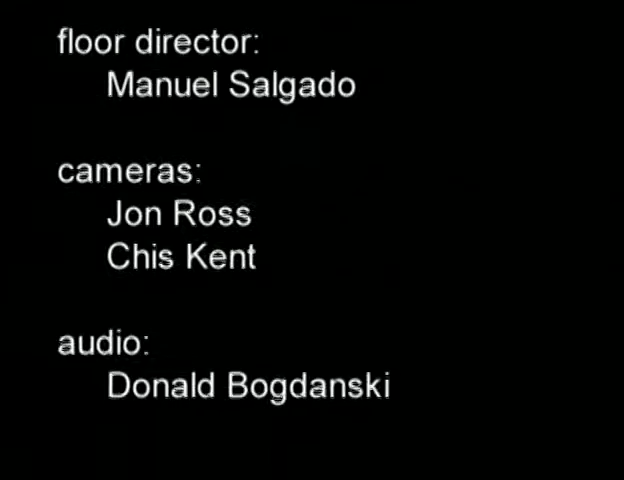 floor director:
Manuel Salgado
cameras:
Jon Ross
Chis Kent
audio:
Donald Bogdanski